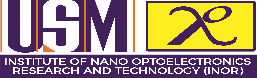 USM
INSTITUTE OF NANO OPTOELECTRONICS
RESEARCH AND TECHNOLOGY (INOR)